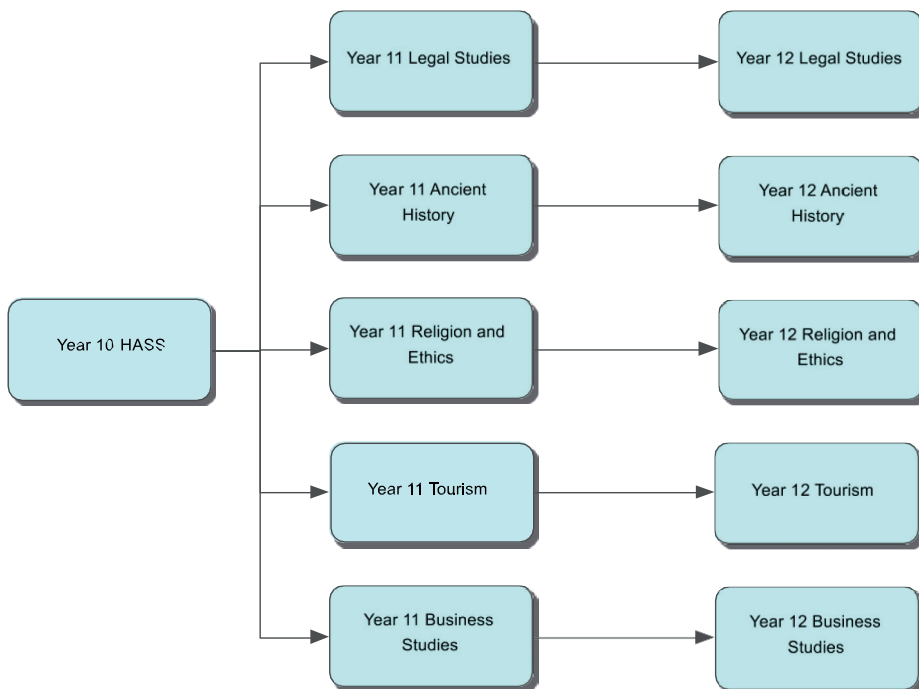 Year 11 Legal Studies
Year 12 Legal Studies
Year 11 Ancient
History
Year 12 Ancient
History
Year 10 HASS
Year 11 Religion and
Ethics
Year 12 Religion and
Ethics
Year 11 Tourism
Year 12 Tourism
Year 11 Business
Studies
Year 12 Business
Studies